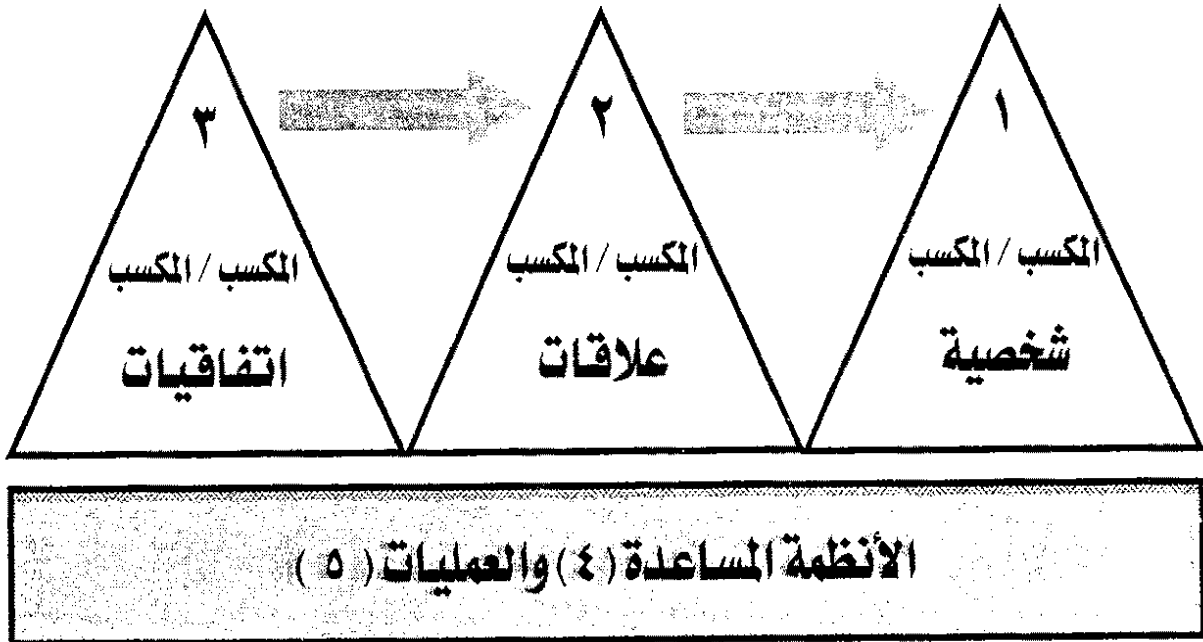 ١
المكسب / المكسب
شخصية
٢
المكسب / المكسب
علاقات
٣
المكسب / المكسب
اتفاقيات
الأنظمة المساعدة (٤) والعمليات (٥)